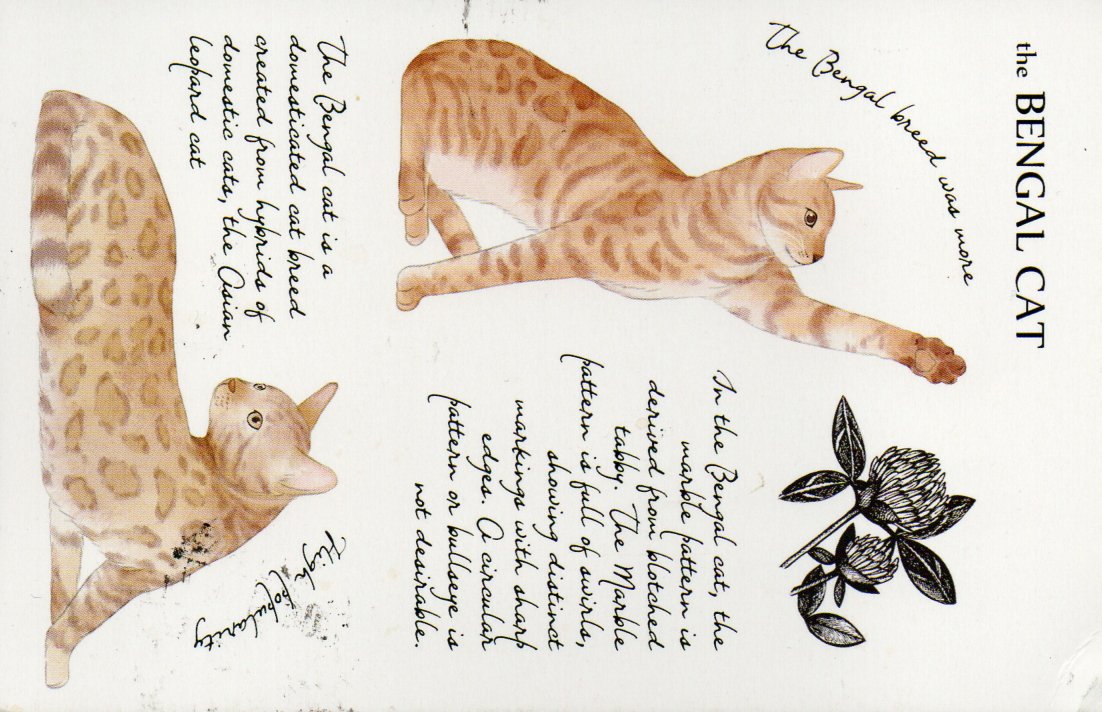 the BENGAL CAT
The Bengal breed was more
In the Bengal cat, the
marble pattern is
derived from blotched
tabby. The Marble
pattern is full of swirls,
showing distinct
markings with sharp
edges. A circular
pattern or bullseye is
not desirable.
The Bengal cat is a
domesticated cat breed
created from hybrids of
domestic cats, the Asian
leopard cat
High popularity